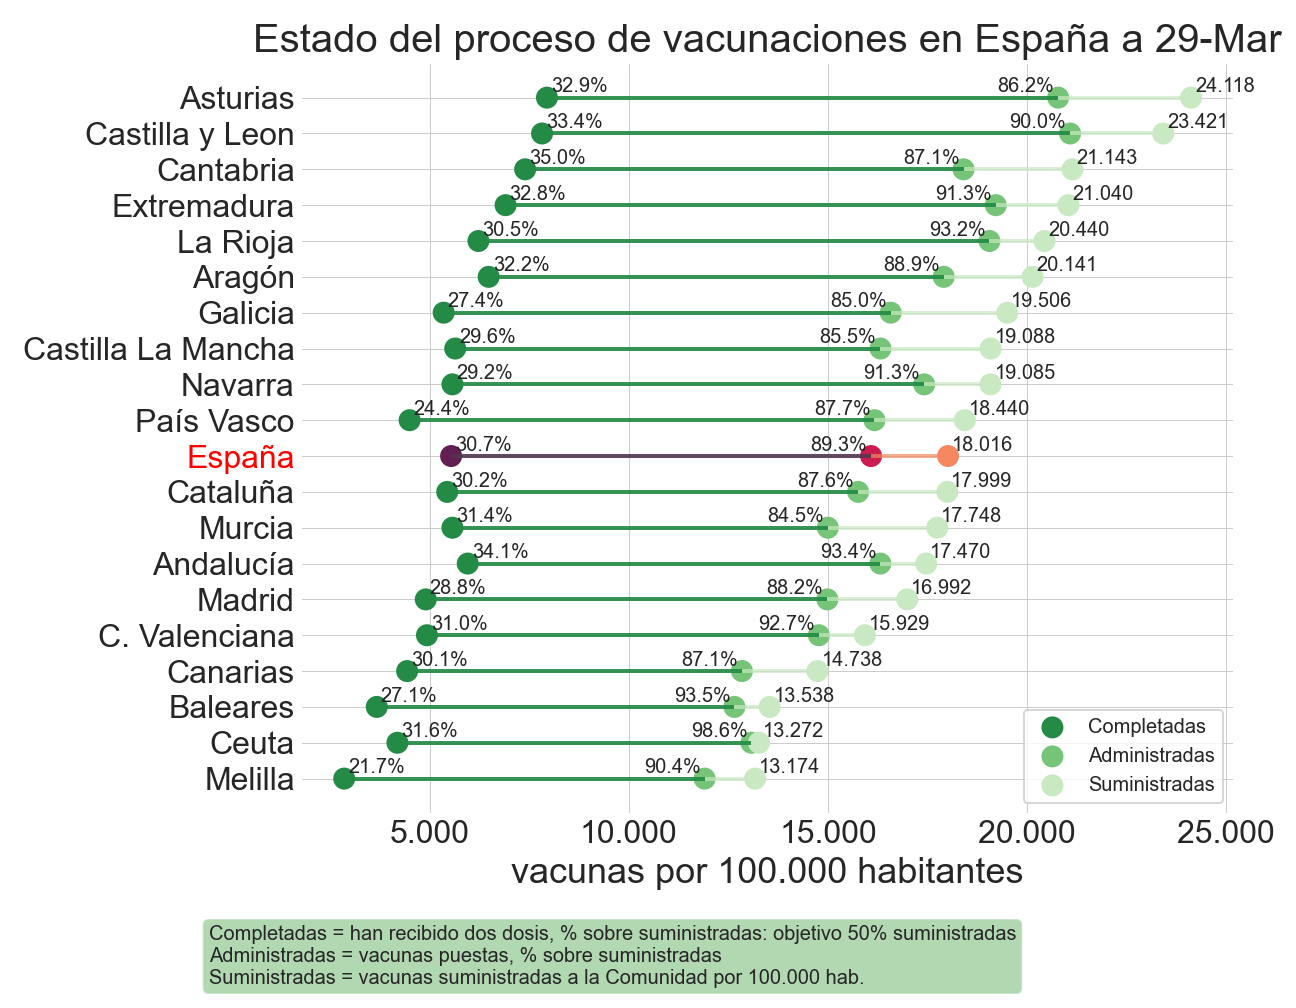 Estado del proceso de vacunaciones en España a 29-Mar
Asturias 32.9% 86.2% 24.118
Castilla y Leon 33.4% 90.0% 23.421
Cantabria 35.0% 87.1% 21.143
Extremadura 32.8% 91.3% 21.040
La Rioja 30.5% 93.2% 20.440
Aragón 32.2% 88.9% 20.141
Galicia 27.4% 85.0% 19.506
Castilla La Mancha 29.6% 85.5% 19.088
Navarra 29.2% 91.3% 19.085
País Vasco 24.4% 87.7% 18.440
España 30.7% 89.3% 18.016
Cataluña 30.2% 87.6% 17.999
Murcia 31.4% 84.5% 17.748
Andalucía 34.1% 93.4% 17.470
Madrid 28.8% 88.2% 16.992
C. Valenciana 31.0% 92.7% 15.929
Canarias 30.1% 87.1% 14.738
Baleares 27.1% 93.5% 13.538
Ceuta 31.6% 98.6% 13.272
Melilla 21.7% 90.4% 13.174
Completadas
Administradas
Suministradas
5.000 10.000 15.000 20.000 25.000
vacunas por 100.000 habitantes
Completadas = han recibido dos dosis, % sobre suministradas: objetivo 50% suministradas
Administradas = vacunas puestas, % sobre suministradas
Suministradas = vacunas suministradas a la Comunidad por 100.000 hab.